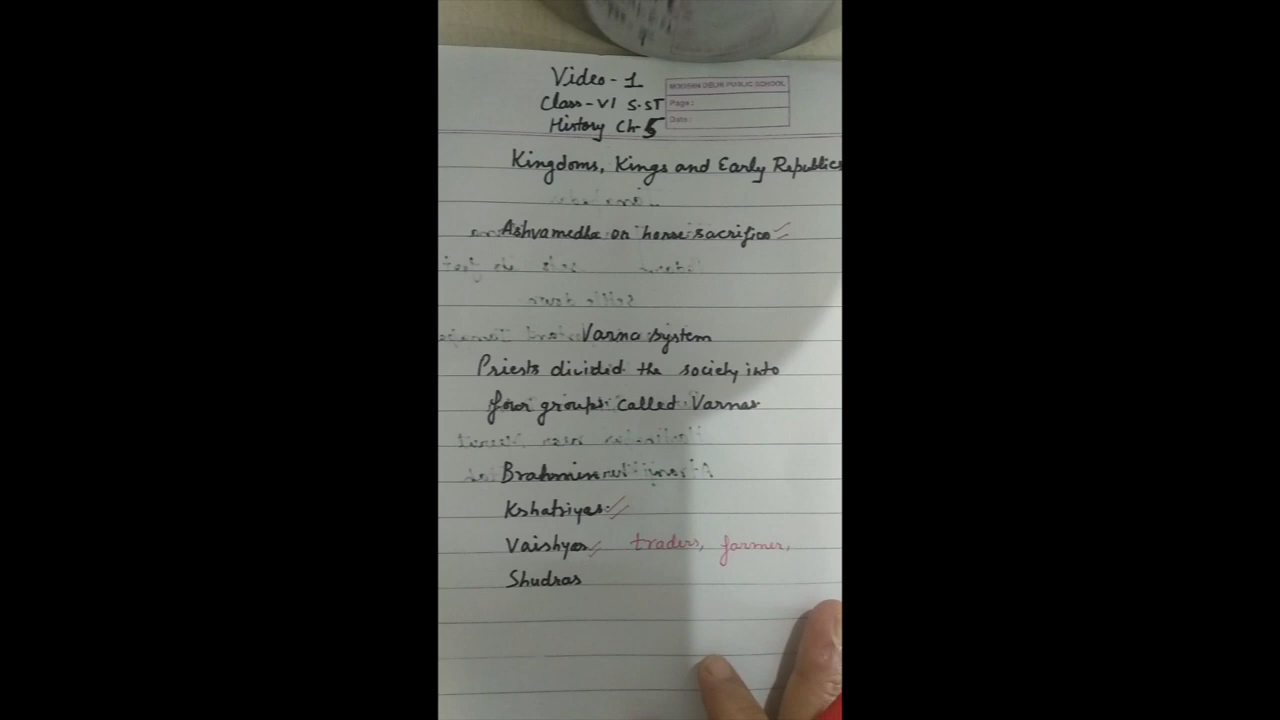 Video-1
Class-VI S.ST
History Ch 5
MODERN DELHI PUBLIC SCHOOL
Page:
Date:
Kingdoms, Kings and Early Republics
Ashvamedha or horse sacrifice
Varna system
Priests divided the society into
four groups called Varnas
Brahmin
Kshatriyas
Vaishyas traders, farmer,
Shudras